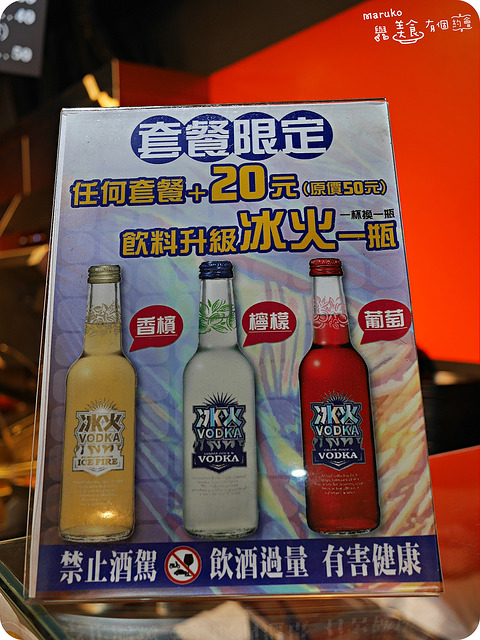 maruko
與美食有個約會
.40
.50
套餐限定
任何套餐+20元(原價50元)
一杯換一瓶
飲料升級冰火一瓶
香檳
檸檬
葡萄
冰火
VODKA
ICE FIRE
冰火
VODKA
VODKA
冰火
VODKA
VODKA
禁止酒駕 飲酒過量 有害健康